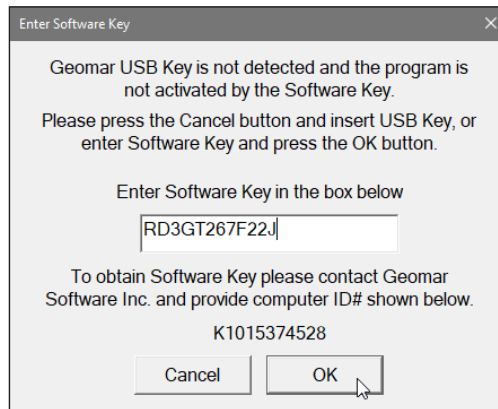 Enter Software Key
Geomar USB Key is not detected and the program is
not activated by the Software Key.
Please press the Cancel button and insert USB Key, or
enter Software Key and press the OK button.
Enter Software Key in the box below
RD3GT267F22J
To obtain Software Key please contact Geomar
Software Inc. and provide computer ID# shown below.
K1015374528
Cancel OK